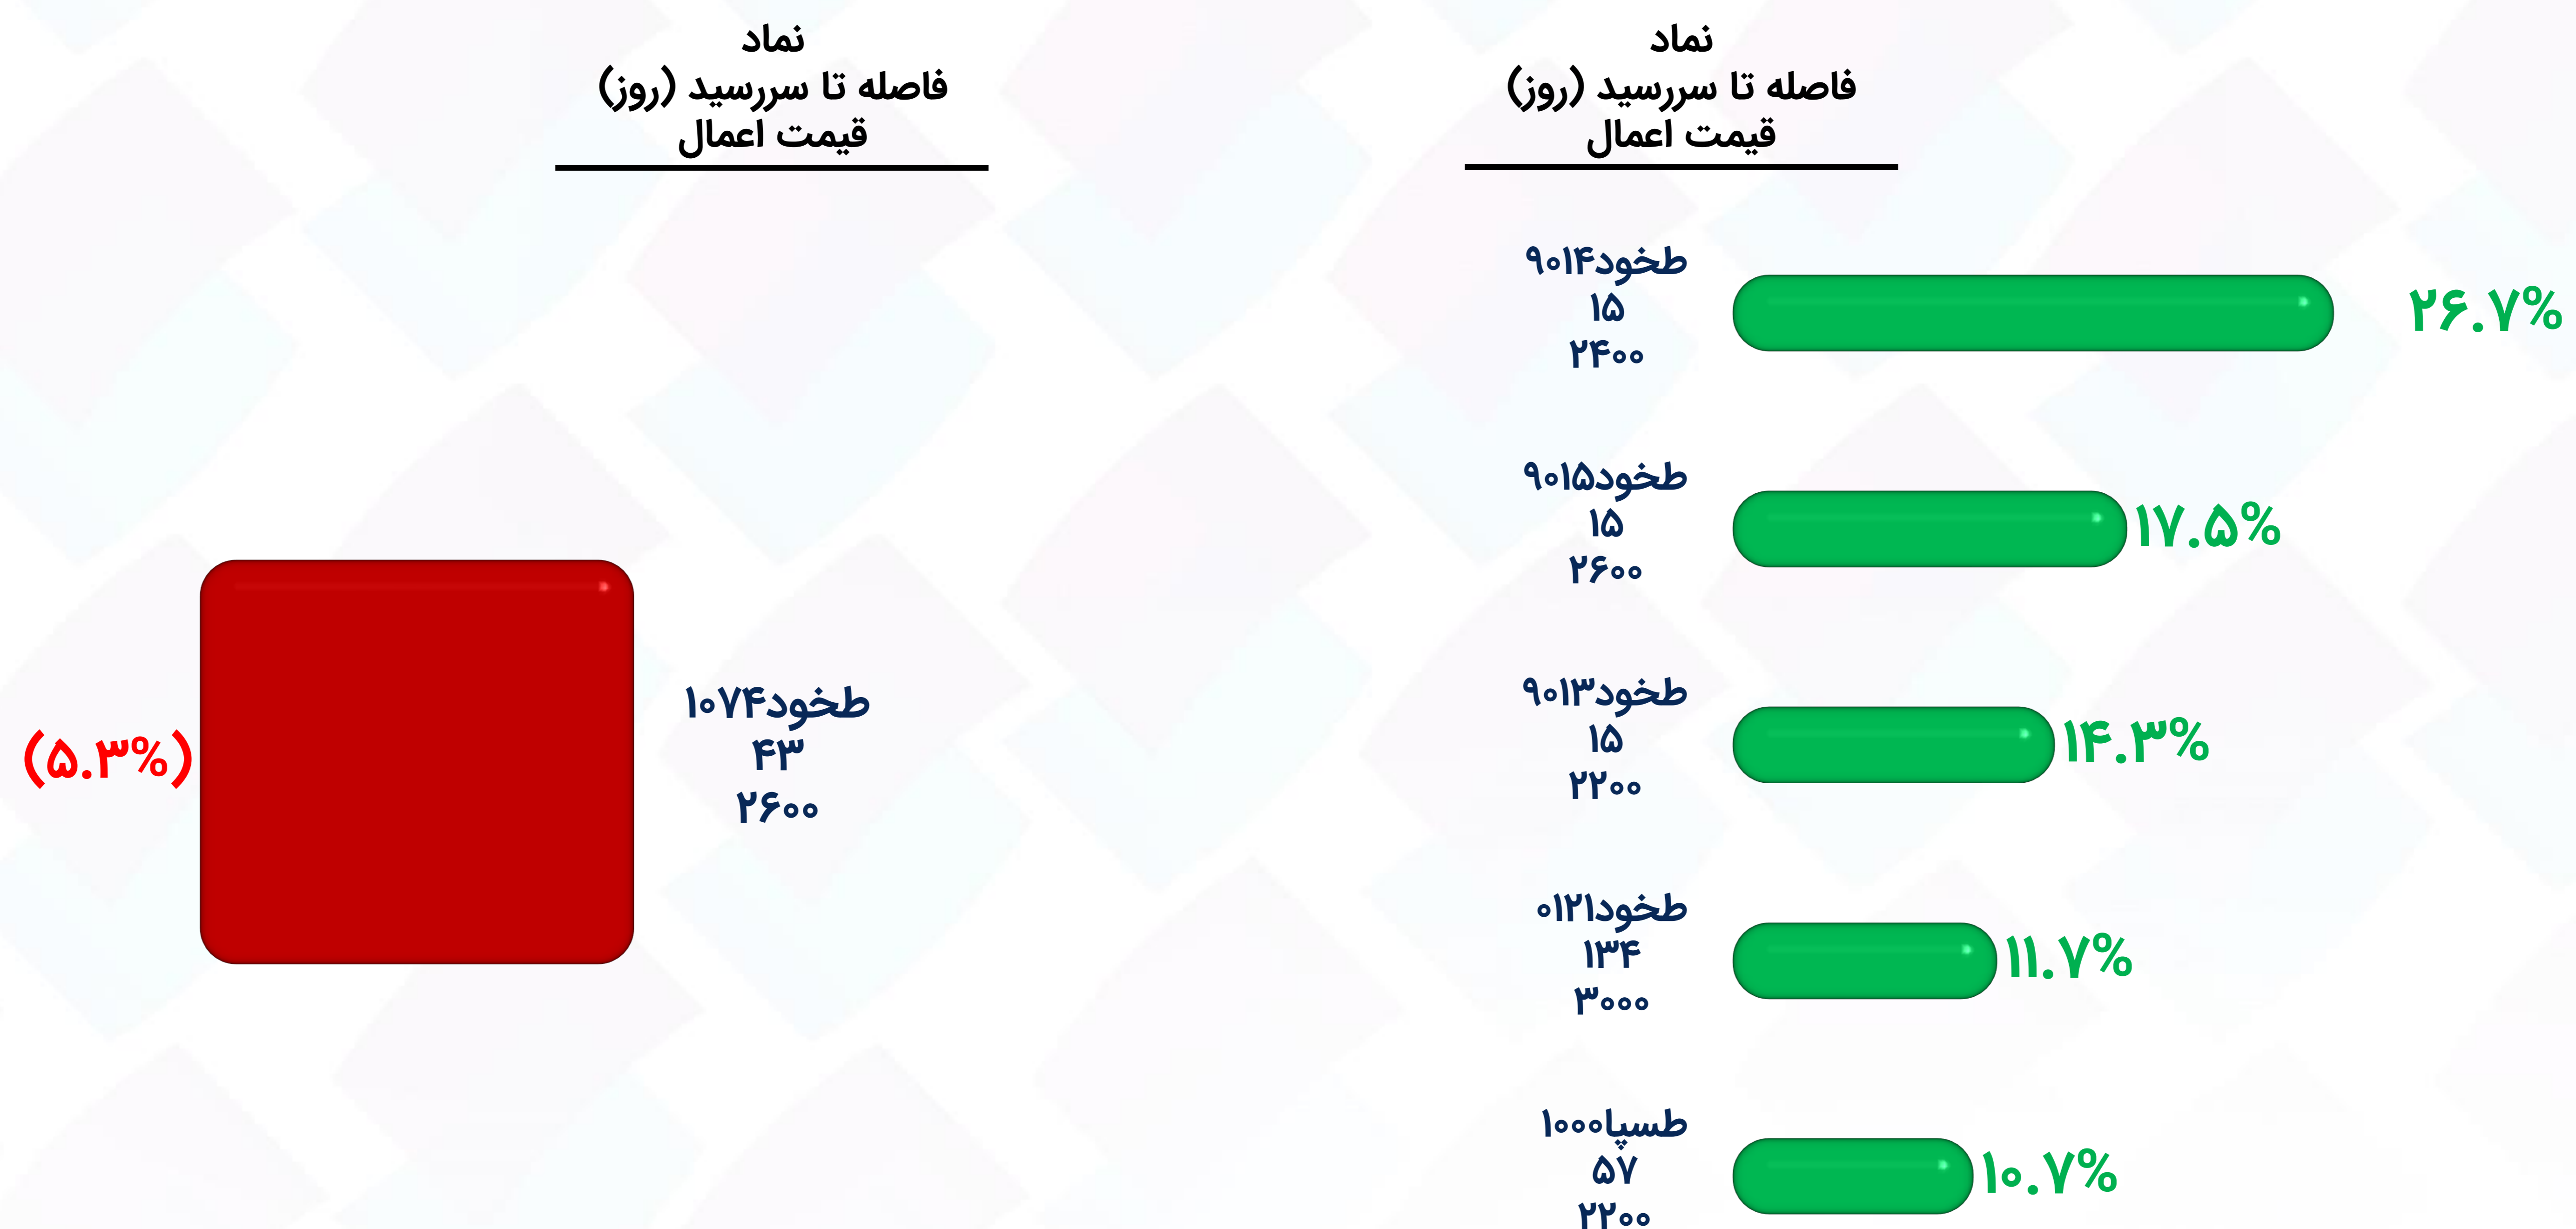 نماد
فاصله تا سررسید (روز)
قیمت اعمال
طخود۹۰۱۴
۱۵
۲۴۰۰
۲۶.۷%
طخود۹۰۱۵
۱۵
۲۶۰۰
۱۷.۵%
طخود۹۰۱۳
۱۵
۲۲۰۰
۱۴.۳%
طخود۰۱۲۱
۱۳۴
۳۰۰۰
۱۱.۷%
طسپا۱۰۰۰
۵۷
۲۲۰۰
۱۰.۷%
نماد
فاصله تا سررسید (روز)
قیمت اعمال
طخود۱۰۷۴
۴۳
۲۶۰۰
(۵.۳%)